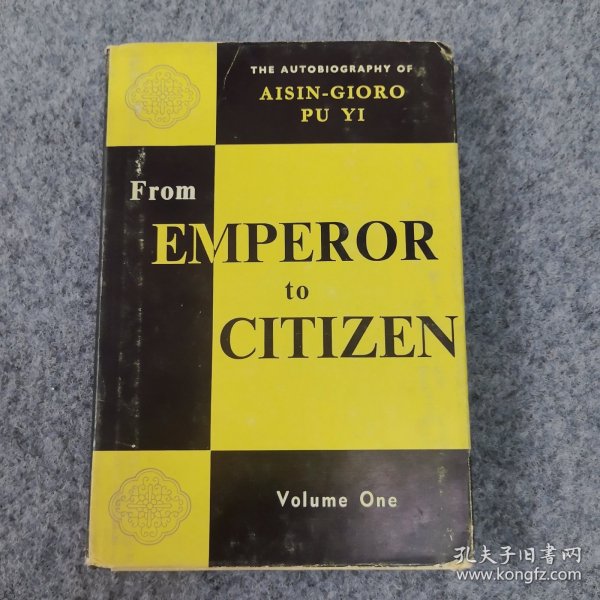 THE AUTOBIOGRAPHY OF
AISIN-GIORO
PU YI
From
EMPEROR
to
CITIZEN
Volume One
孔夫子旧書网
www.kongfz.com